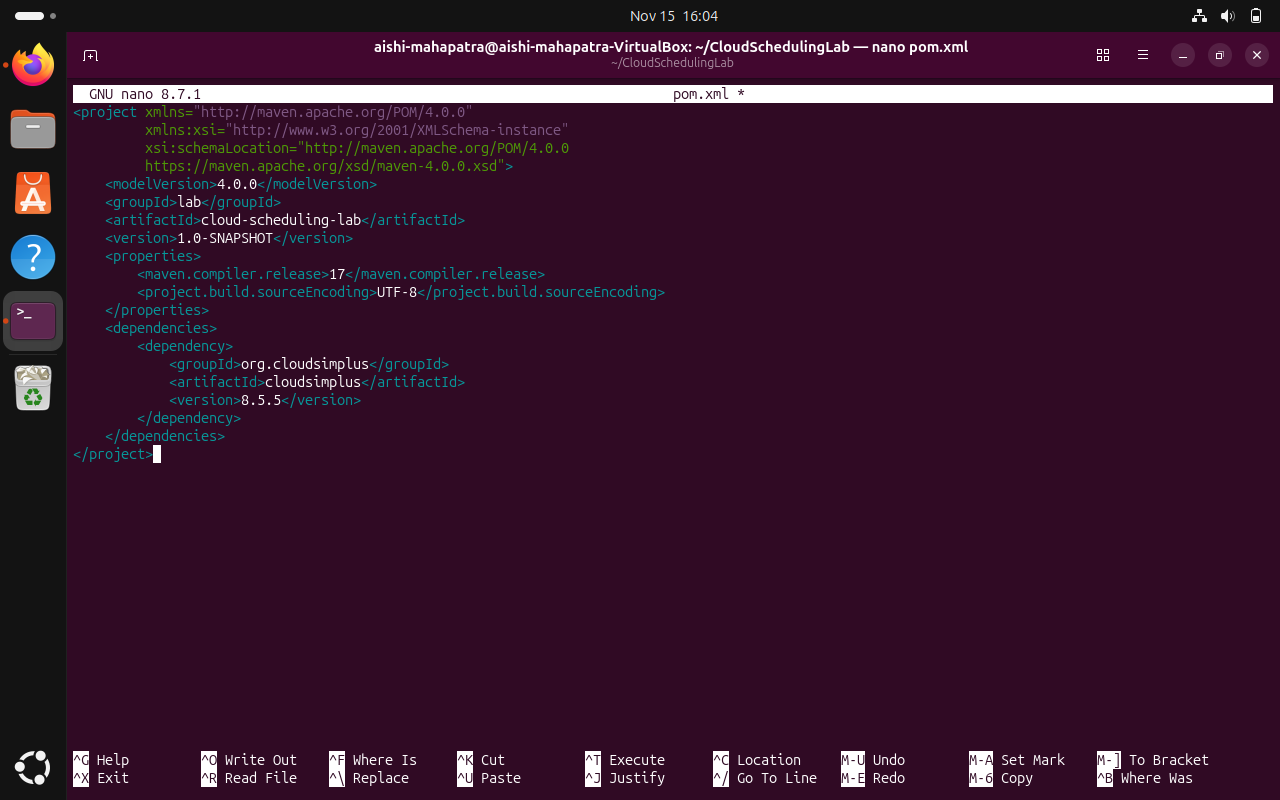 Nov 15 16:04
aishi-mahapatra@aishi-mahapatra-VirtualBox: ~/CloudSchedulingLab — nano pom.xml
~/CloudSchedulingLab
GNU nano 8.7.1 pom.xml *
<project xmlns="http://maven.apache.org/POM/4.0.0"
         xmlns:xsi="http://www.w3.org/2001/XMLSchema-instance"
         xsi:schemaLocation="http://maven.apache.org/POM/4.0.0
         https://maven.apache.org/xsd/maven-4.0.0.xsd">
    <modelVersion>4.0.0</modelVersion>
    <groupId>lab</groupId>
    <artifactId>cloud-scheduling-lab</artifactId>
    <version>1.0-SNAPSHOT</version>
    <properties>
        <maven.compiler.release>17</maven.compiler.release>
        <project.build.sourceEncoding>UTF-8</project.build.sourceEncoding>
    </properties>
    <dependencies>
        <dependency>
            <groupId>org.cloudsimplus</groupId>
            <artifactId>cloudsimplus</artifactId>
            <version>8.5.5</version>
        </dependency>
    </dependencies>
</project>
^G Help ^O Write Out ^F Where Is ^K Cut ^T Execute ^C Location M-U Undo M-A Set Mark M-] To Bracket
^X Exit ^R Read File ^\ Replace ^U Paste ^J Justify ^/ Go To Line M-E Redo M-6 Copy ^B Where Was